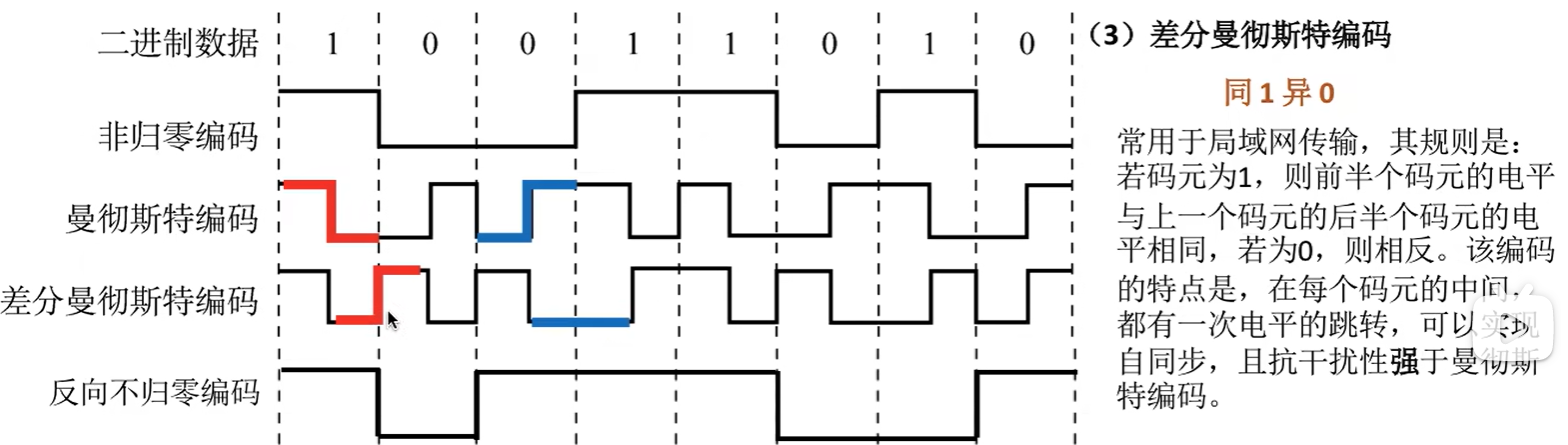 二进制数据 1 0 0 1 1 0 1 0
非归零编码
曼彻斯特编码
差分曼彻斯特编码
反向不归零编码
（3）差分曼彻斯特编码
同 1 异 0
常用于局域网传输，其规则是：
若码元为1，则前半个码元的电平
与上一个码元的后半个码元的电
平相同，若为0，则相反。该编码
的特点是，在每个码元的中间，
都有一次电平的跳转，可以实现
自同步，且抗干扰性强于曼彻斯
特编码。